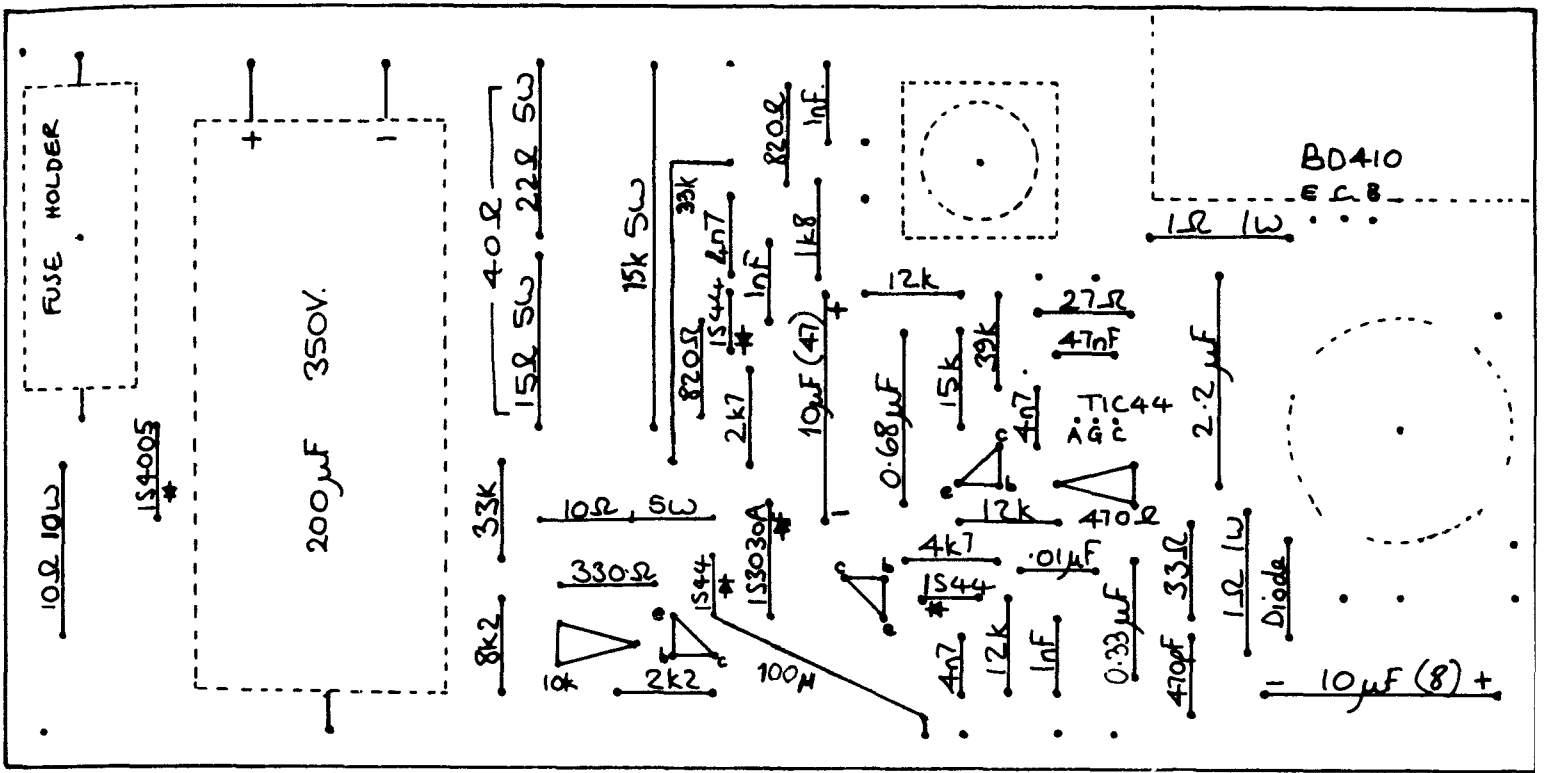 FUSE HOLDER
+
-
200µF 350V.
10Ω 10W
1S4005
*
40Ω
22Ω 5W
15Ω 5W
33K
8K2
10Ω 5W
330Ω
10k
2K2
e
b
c
15K 5W
33K
820Ω
1S44
*
4n7
1nF
2K7
820Ω
1nF.
1K8
10µF (47)
+
-
1S44
*
1S3030A
*
100µ
12K
0.68µF
15K
39K
27Ω
47nF
4n7
TIC44
A G C
c
e b
12K
470Ω
4K7
.01µF
c b
e
1S44
*
4n7
12K
1nF
0.33µF
33Ω
470pF
BD410
E C B
1Ω 1W
2.2µF
1Ω 1W
Diode
- 10µF (8) +